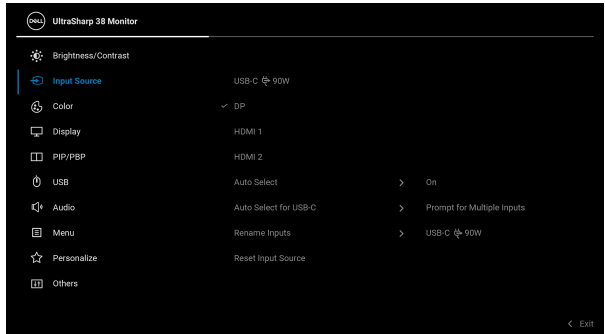 DELL UltraSharp 38 Monitor
Brightness/Contrast
Input Source USB-C 90W
Color DP
Display HDMI 1
PIP/PBP HDMI 2
USB Auto Select On
Audio Auto Select for USB-C Prompt for Multiple Inputs
Menu Rename Inputs USB-C 90W
Personalize Reset Input Source
Others
Exit